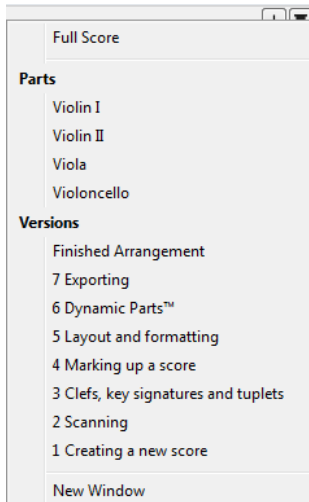 Full Score
Parts
Violin I
Violin II
Viola
Violoncello
Versions
Finished Arrangement
7 Exporting
6 Dynamic Parts™
5 Layout and formatting
4 Marking up a score
3 Clefs, key signatures and tuplets
2 Scanning
1 Creating a new score
New Window